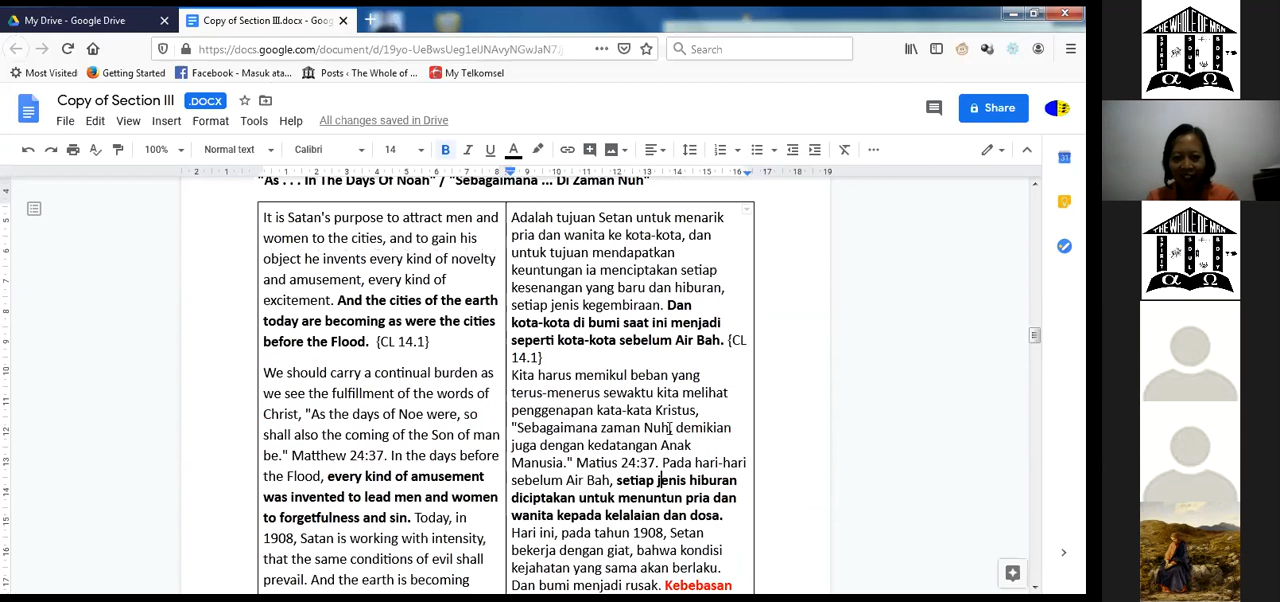 My Drive - Google Drive
Copy of Section III.docx - Goog
https://docs.google.com/document/d/19yo-UeBwsUeg1eIJNAvyNGwJaN7J
Search
Most Visited
Getting Started
Facebook - Masuk ata...
Posts ‹ The Whole of ...
My Telkomsel
Copy of Section III
.DOCX
File Edit View Insert Format Tools Help
All changes saved in Drive
Share
100%
Normal text
Calibri
14
"As . . . In The Days Of Noah" / "Sebagaimana ... Di Zaman Nuh"
It is Satan's purpose to attract men and
women to the cities, and to gain his
object he invents every kind of novelty
and amusement, every kind of
excitement. And the cities of the earth
today are becoming as were the cities
before the Flood. {CL 14.1}
We should carry a continual burden as
we see the fulfillment of the words of
Christ, "As the days of Noe were, so
shall also the coming of the Son of man
be." Matthew 24:37. In the days before
the Flood, every kind of amusement
was invented to lead men and women
to forgetfulness and sin. Today, in
1908, Satan is working with intensity,
that the same conditions of evil shall
prevail. And the earth is becoming
Adalah tujuan Setan untuk menarik
pria dan wanita ke kota-kota, dan
untuk tujuan mendapatkan
keuntungan ia menciptakan setiap
kesenangan yang baru dan hiburan,
setiap jenis kegembiraan. Dan
kota-kota di bumi saat ini menjadi
seperti kota-kota sebelum Air Bah. {CL
14.1}
Kita harus memikul beban yang
terus-menerus sewaktu kita melihat
penggenapan kata-kata Kristus,
"Sebagaimana zaman Nuh, demikian
juga dengan kedatangan Anak
Manusia." Matius 24:37. Pada hari-hari
sebelum Air Bah, setiap jenis hiburan
diciptakan untuk menuntun pria dan
wanita kepada kelalaian dan dosa.
Hari ini, pada tahun 1908, Setan
bekerja dengan giat, bahwa kondisi
kejahatan yang sama akan berlaku.
Dan bumi menjadi rusak. Kebebasan
THE WHOLE OF MAN
SPIRIT
SOUL
BODY
α Ω
THE WHOLE OF MAN
SPIRIT
SOUL
BODY
α Ω